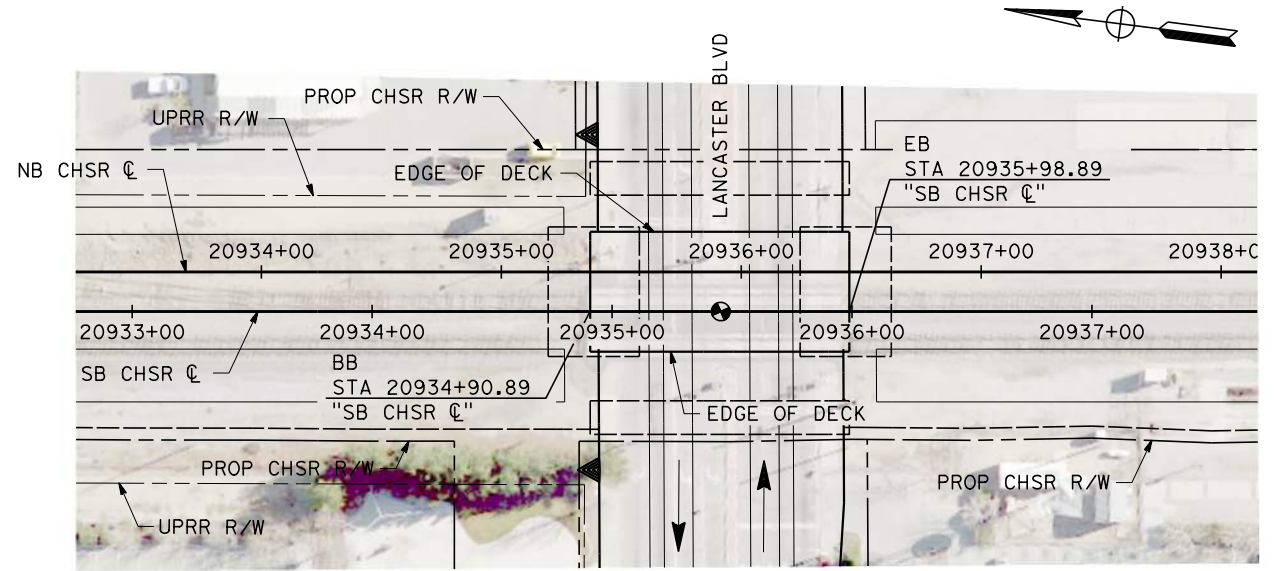 LANCASTER BLVD
PROP CHSR R/W
UPRR R/W
NB CHSR ℄
EDGE OF DECK
EB
STA 20935+98.89
"SB CHSR ℄"
20934+00
20935+00
20936+00
20937+00
20938+0
20933+00
20934+00
20935+00
20936+00
20937+00
SB CHSR ℄
BB
STA 20934+90.89
"SB CHSR ℄"
EDGE OF DECK
PROP CHSR R/W
PROP CHSR R/W
UPRR R/W